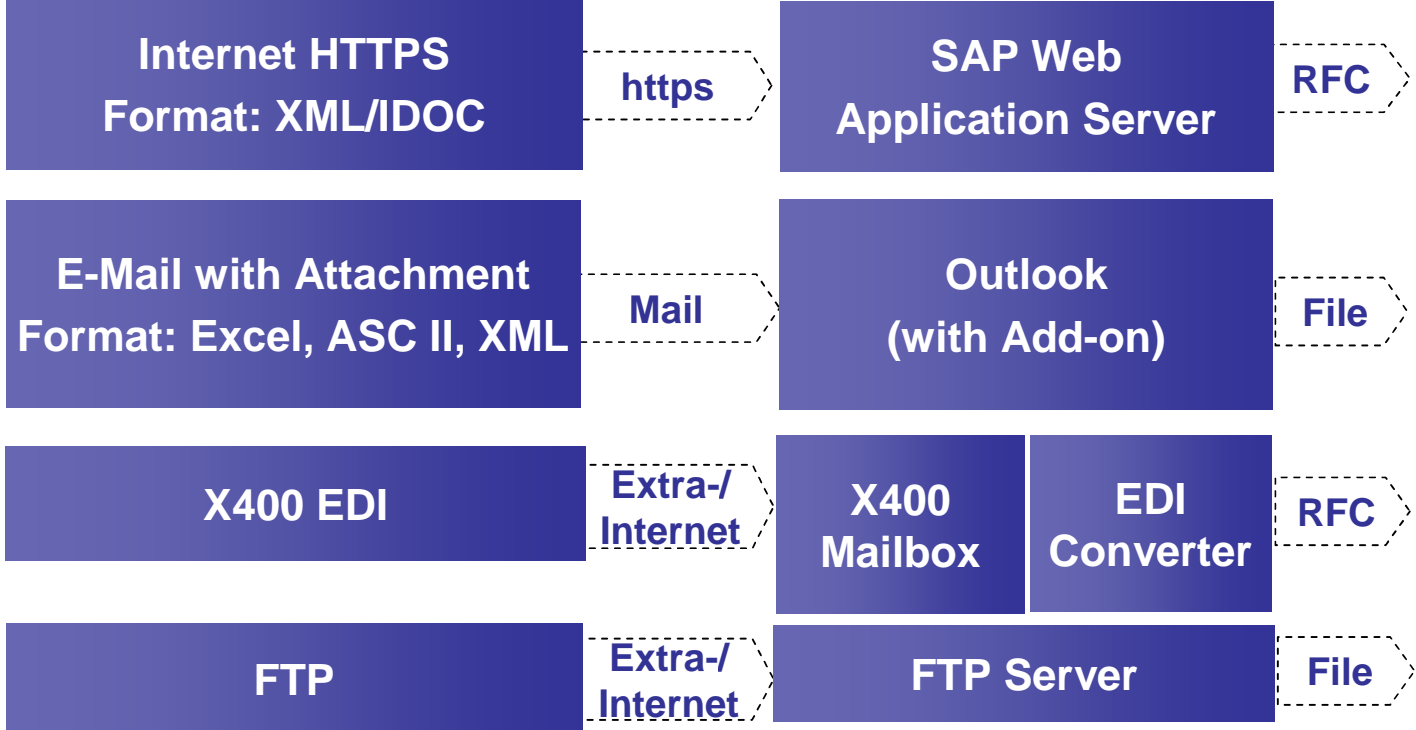 Internet HTTPS
Format: XML/IDOC
https
SAP Web
Application Server
RFC
E-Mail with Attachment
Format: Excel, ASC II, XML
Mail
Outlook
(with Add-on)
File
X400 EDI
Extra-/
Internet
X400
Mailbox
EDI
Converter
RFC
FTP
Extra-/
Internet
FTP Server
File